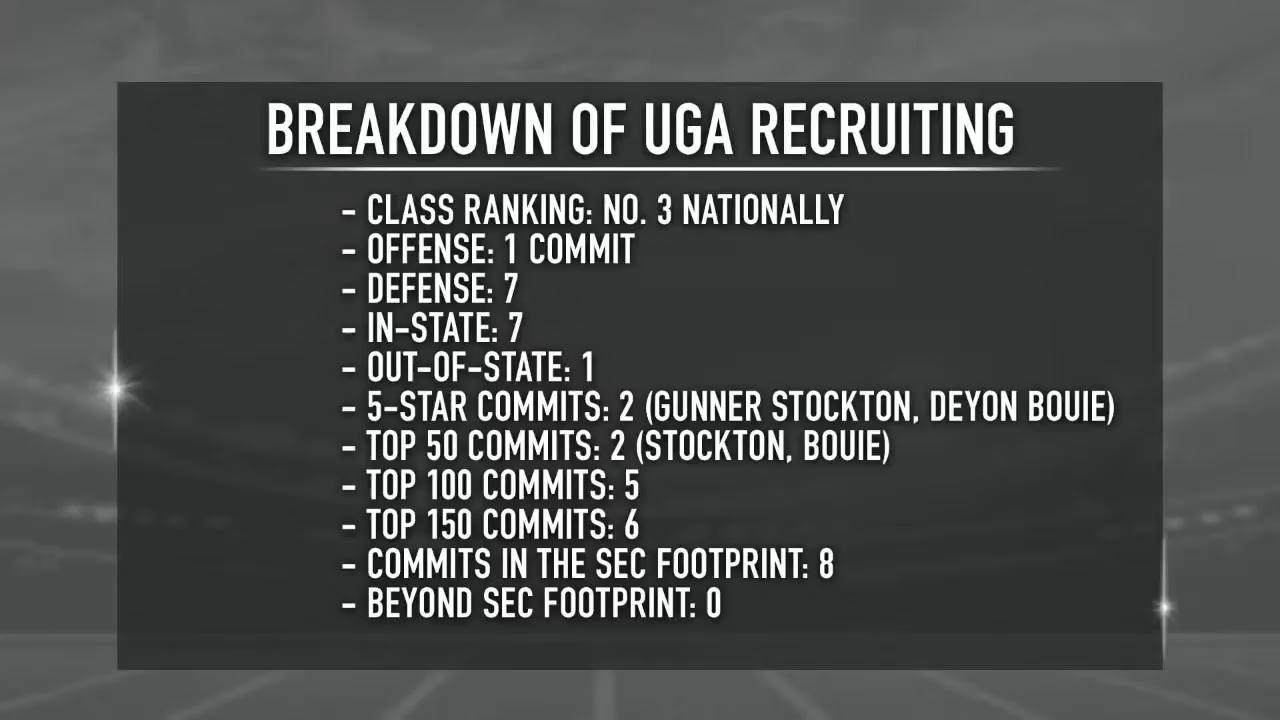 BREAKDOWN OF UGA RECRUITING
- CLASS RANKING: NO. 3 NATIONALLY
- OFFENSE: 1 COMMIT
- DEFENSE: 7
- IN-STATE: 7
- OUT-OF-STATE: 1
- 5-STAR COMMITS: 2 (GUNNER STOCKTON, DEYON BOUIE)
- TOP 50 COMMITS: 2 (STOCKTON, BOUIE)
- TOP 100 COMMITS: 5
- TOP 150 COMMITS: 6
- COMMITS IN THE SEC FOOTPRINT: 8
- BEYOND SEC FOOTPRINT: 0